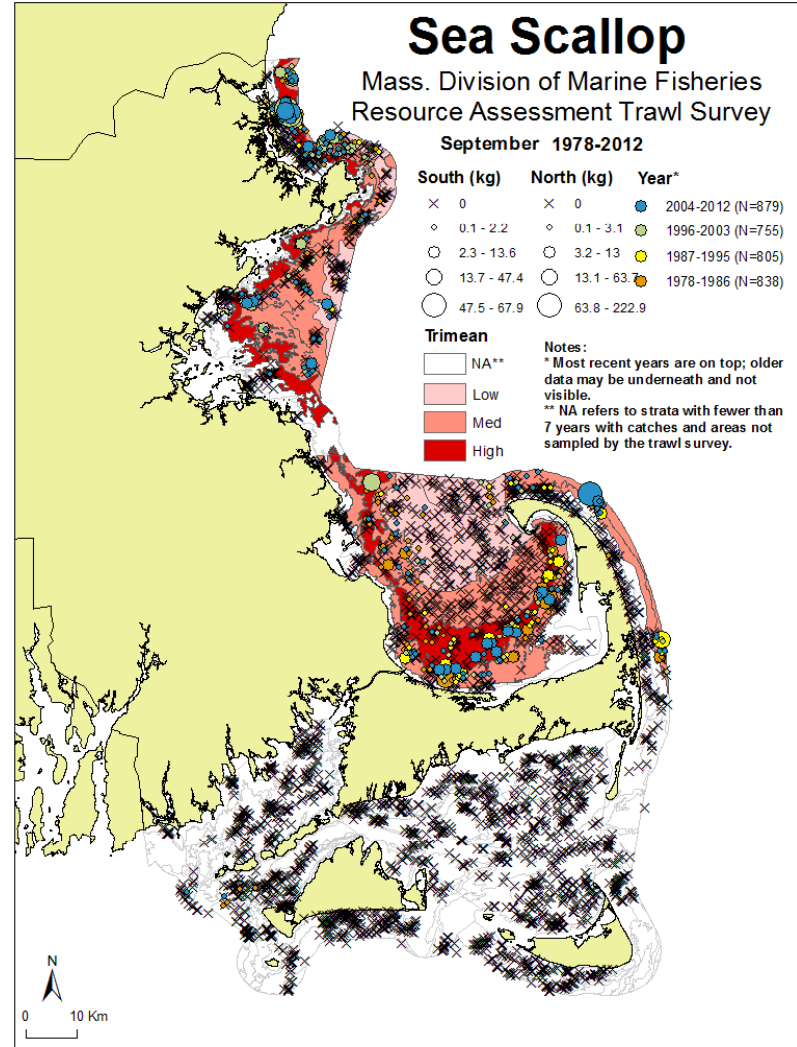 Sea Scallop
Mass. Division of Marine Fisheries
Resource Assessment Trawl Survey
September 1978-2012
South (kg) North (kg) Year*
0 0 2004-2012 (N=879)
0.1 - 2.2 0.1 - 3.1 1996-2003 (N=755)
2.3 - 13.6 3.2 - 13 1987-1995 (N=805)
13.7 - 47.4 13.1 - 63.7 1978-1986 (N=838)
47.5 - 67.9 63.8 - 222.9
Trimean
NA**
Low
Med
High
Notes:
* Most recent years are on top; older
data may be underneath and not
visible.
** NA refers to strata with fewer than
7 years with catches and areas not
sampled by the trawl survey.
N
0 10 Km